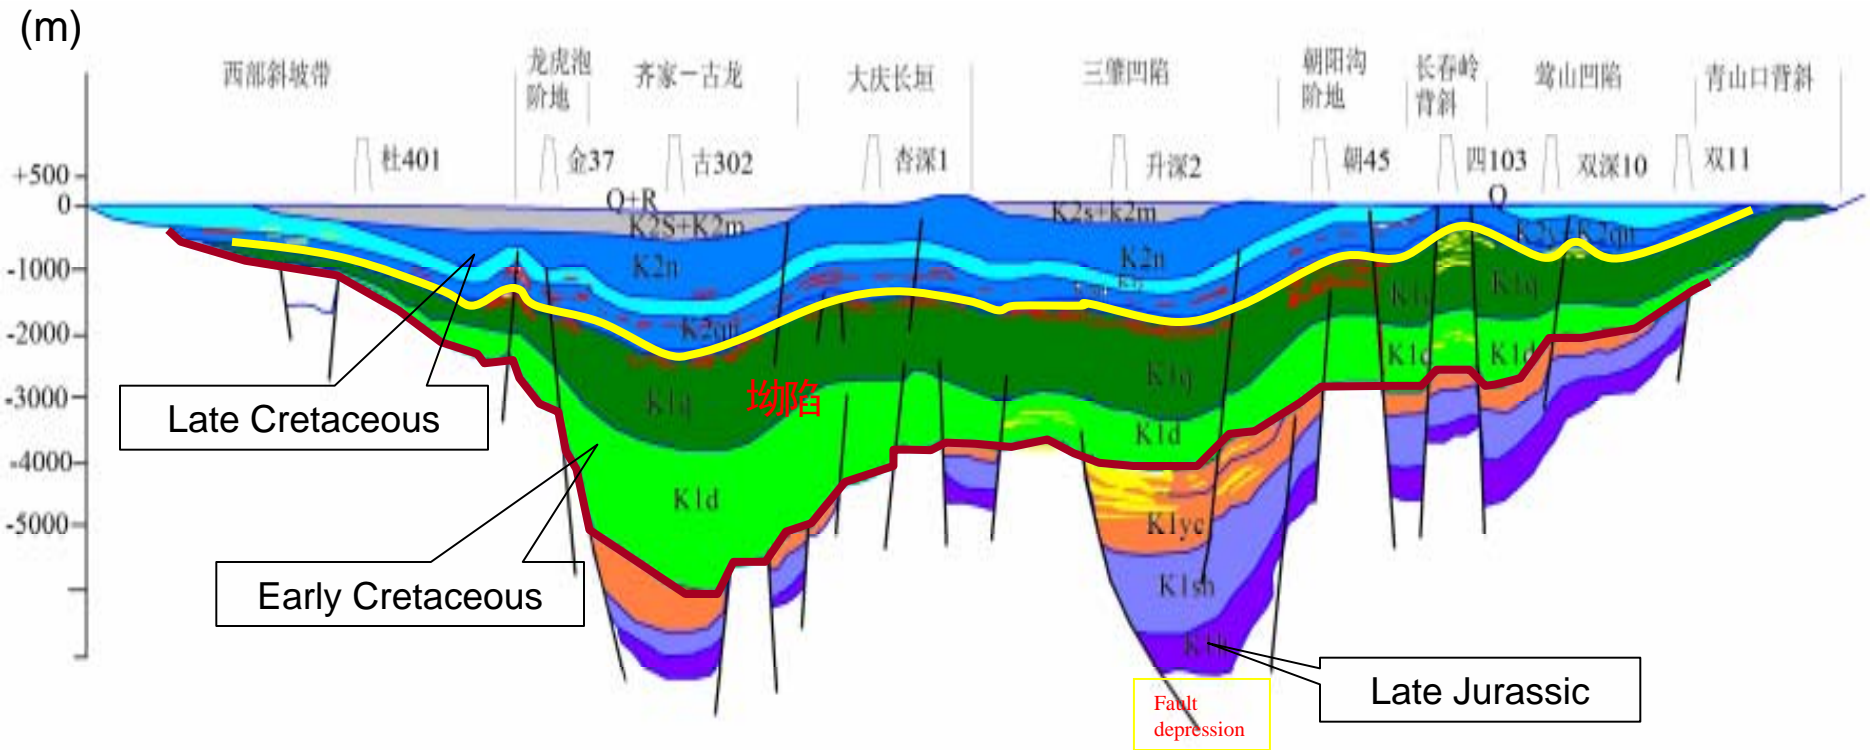 (m)
西部斜坡带
龙虎泡
阶地
齐家－古龙
大庆长垣
三肇凹陷
朝阳沟
阶地
长春岭
背斜
莺山凹陷
青山口背斜
杜401
金37
古302
杏深1
升深2
朝45
四103
双深10
双11
+500
0
-1000
-2000
-3000
-4000
-5000
Q+R
K2S+K2m
K2s+k2m
Q
K2n
K2n
K2qn
K2qn
K1q
K1q
K1q
坳陷
K1d
K1d
K1d
K1yc
K1sh
K1h
Late Cretaceous
Early Cretaceous
Late Jurassic
Fault
depression